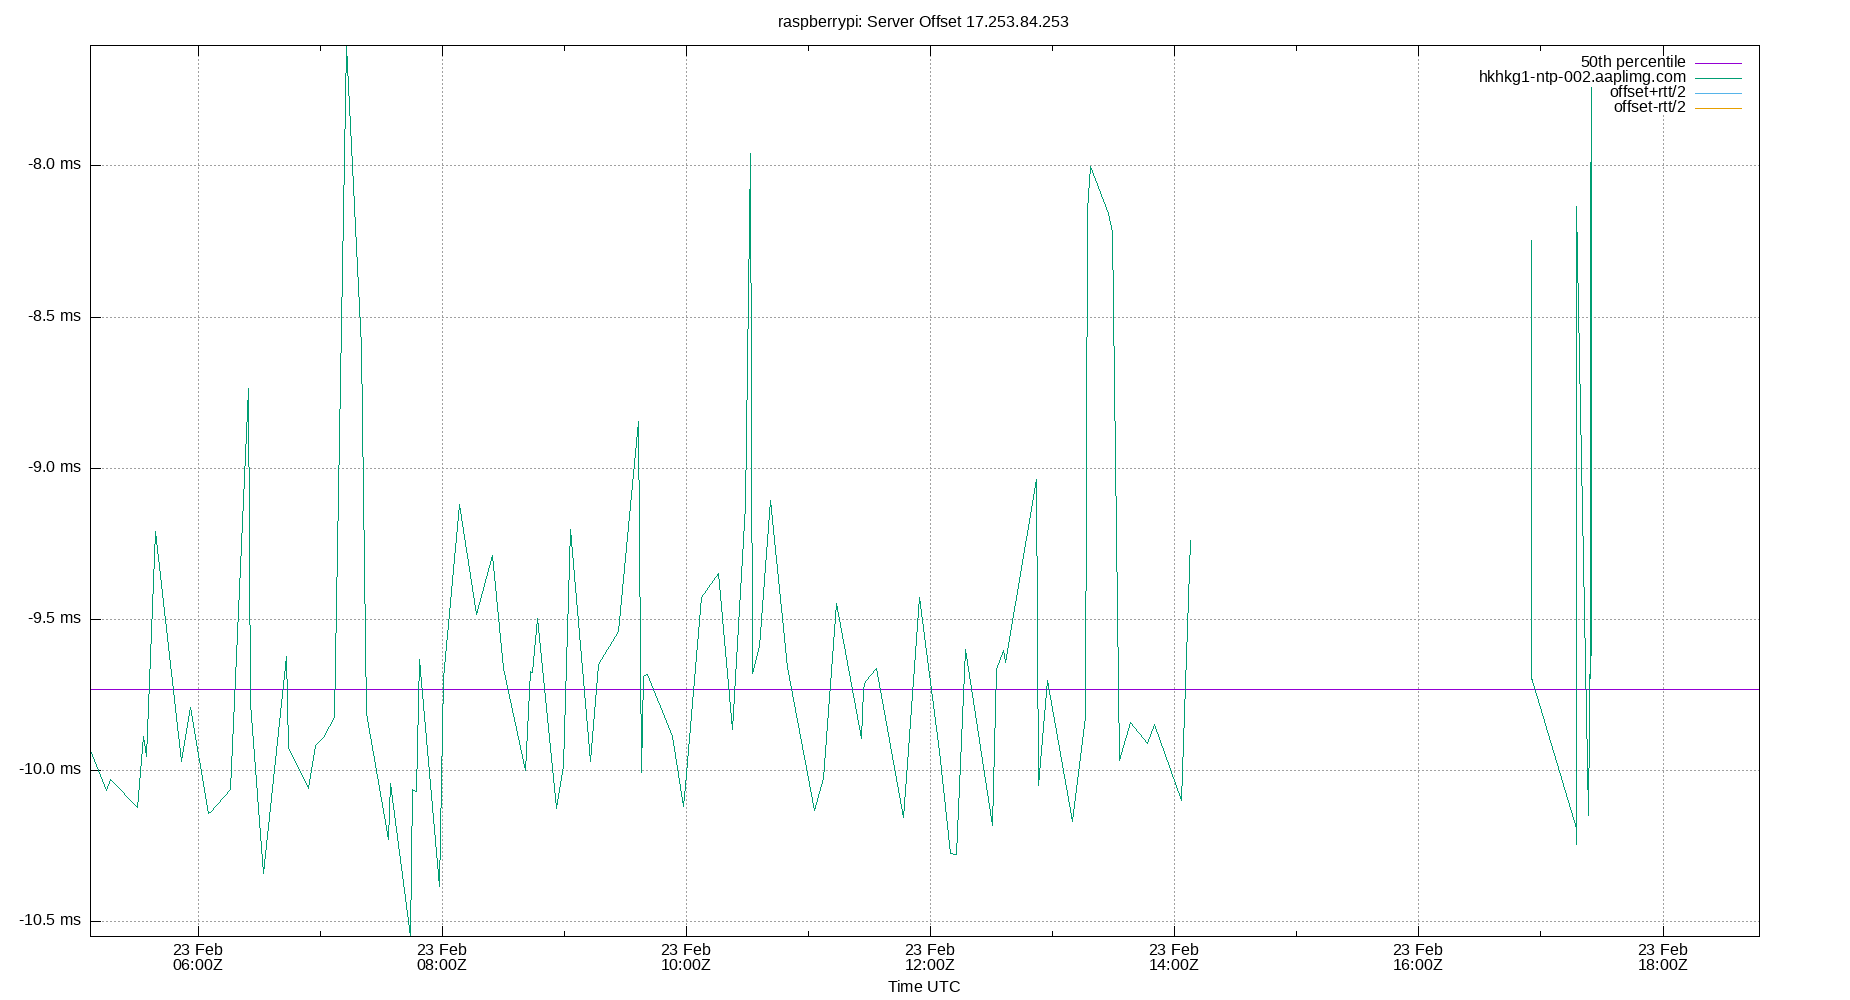 raspberrypi: Server Offset 17.253.84.253
50th percentile
hkhkg1-ntp-002.aaplimg.com
offset+rtt/2
offset-rtt/2
-8.0 ms
-8.5 ms
-9.0 ms
-9.5 ms
-10.0 ms
-10.5 ms
23 Feb 23 Feb 23 Feb 23 Feb 23 Feb 23 Feb 23 Feb
06:00Z 08:00Z 10:00Z 12:00Z 14:00Z 16:00Z 18:00Z
Time UTC